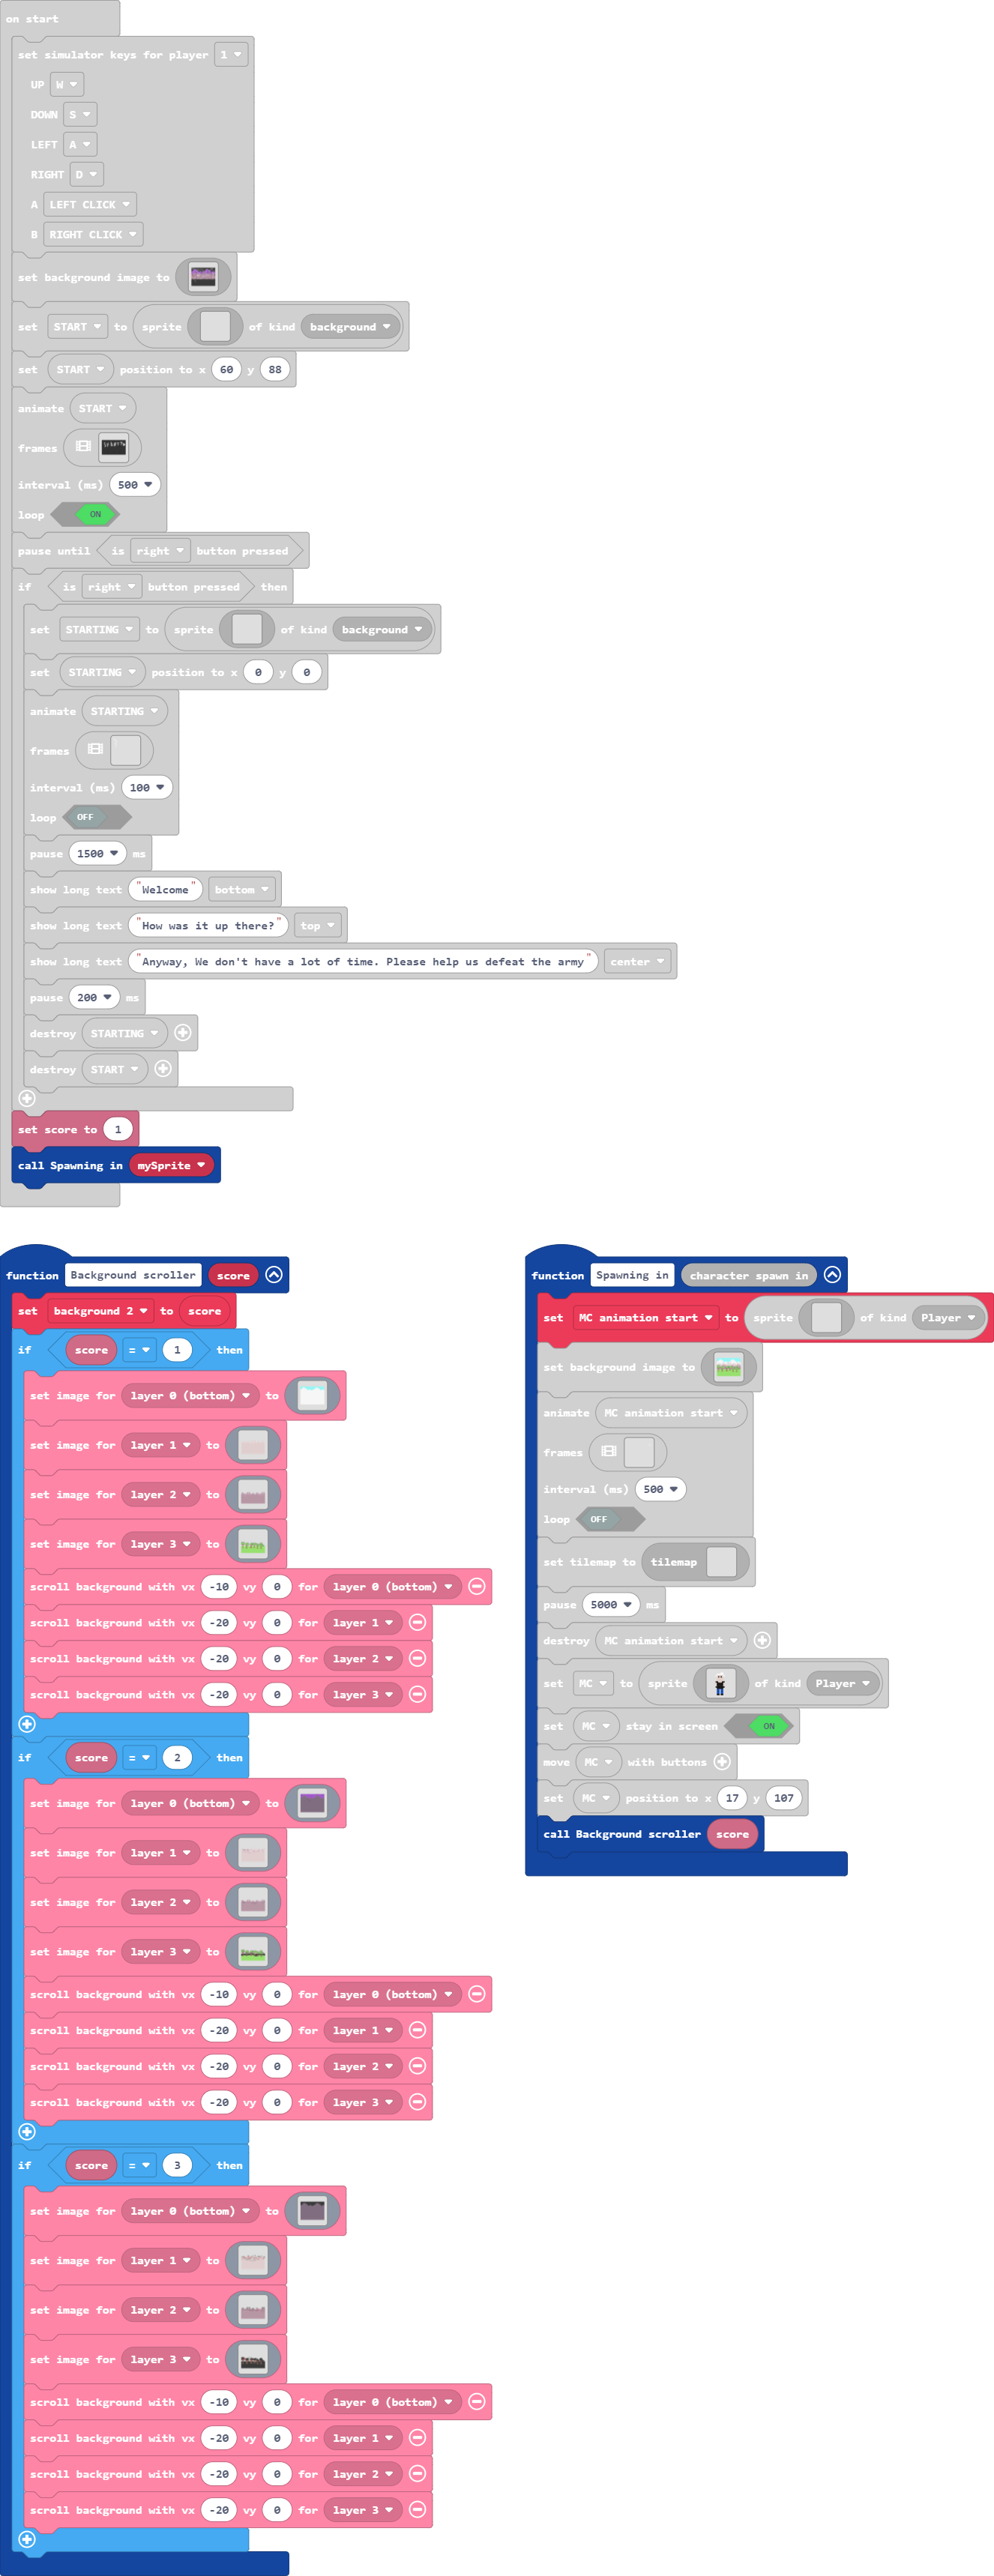 on start
set simulator keys for player 1
UP W
DOWN S
LEFT A
RIGHT D
A LEFT CLICK
B RIGHT CLICK
set background image to
set START to sprite of kind background
set START position to x 60 y 88
animate START
frames
interval (ms) 500
loop ON
pause until is right button pressed
if is right button pressed then
set STARTING to sprite of kind background
set STARTING position to x 0 y 0
animate STARTING
frames
interval (ms) 100
loop OFF
pause 1500 ms
show long text "Welcome" bottom
show long text "How was it up there?" top
show long text "Anyway, We don't have a lot of time. Please help us defeat the army" center
pause 200 ms
destroy STARTING
destroy START
set score to 1
call Spawning in mySprite
function Background scroller score
set background 2 to score
if score = 1 then
set image for layer 0 (bottom) to
set image for layer 1 to
set image for layer 2 to
set image for layer 3 to
scroll background with vx -10 vy 0 for layer 0 (bottom)
scroll background with vx -20 vy 0 for layer 1
scroll background with vx -20 vy 0 for layer 2
scroll background with vx -20 vy 0 for layer 3
if score = 2 then
set image for layer 0 (bottom) to
set image for layer 1 to
set image for layer 2 to
set image for layer 3 to
scroll background with vx -10 vy 0 for layer 0 (bottom)
scroll background with vx -20 vy 0 for layer 1
scroll background with vx -20 vy 0 for layer 2
scroll background with vx -20 vy 0 for layer 3
if score = 3 then
set image for layer 0 (bottom) to
set image for layer 1 to
set image for layer 2 to
set image for layer 3 to
scroll background with vx -10 vy 0 for layer 0 (bottom)
scroll background with vx -20 vy 0 for layer 1
scroll background with vx -20 vy 0 for layer 2
scroll background with vx -20 vy 0 for layer 3
function Spawning in character spawn in
set MC animation start to sprite of kind Player
set background image to
animate MC animation start
frames
interval (ms) 500
loop OFF
set tilemap to tilemap
pause 5000 ms
destroy MC animation start
set MC to sprite of kind Player
set MC stay in screen ON
move MC with buttons
set MC position to x 17 y 107
call Background scroller score